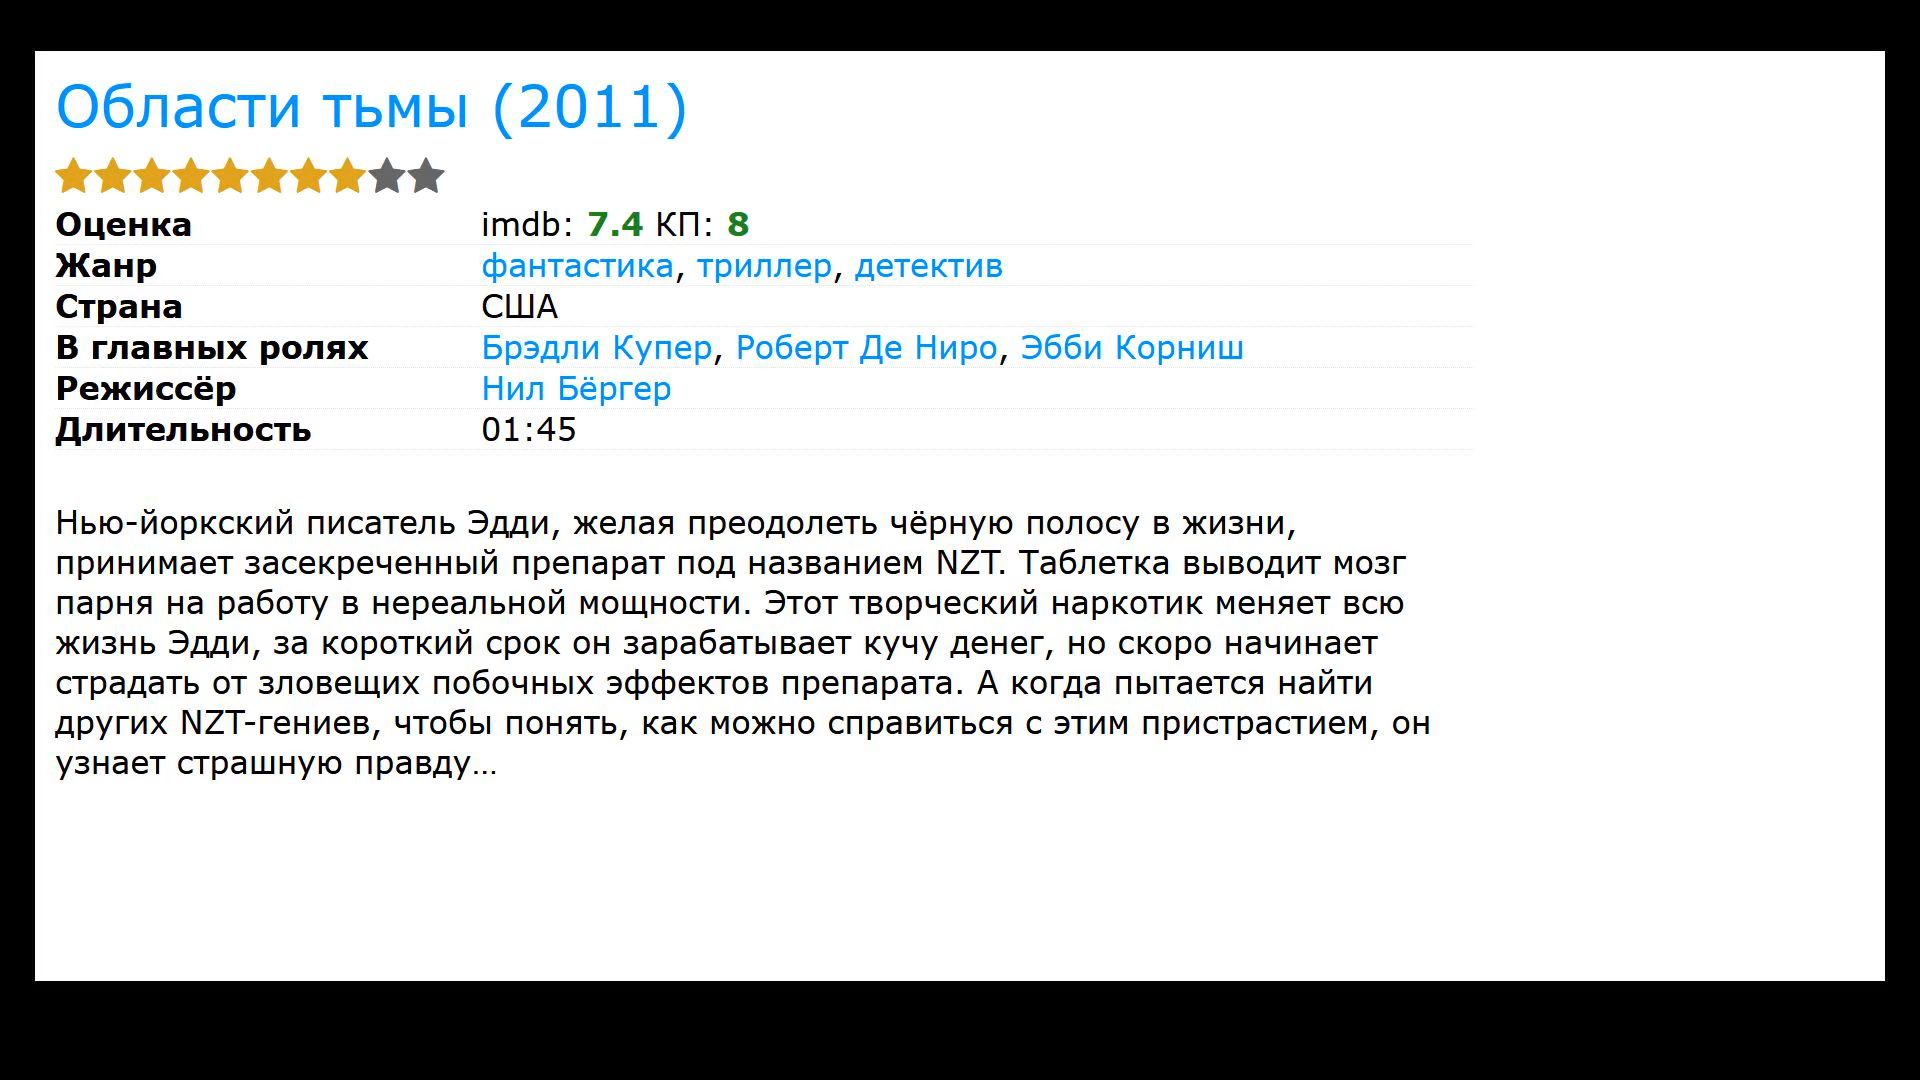 Области тьмы (2011)
Оценка imdb: 7.4 КП: 8
Жанр фантастика, триллер, детектив
Страна США
В главных ролях Брэдли Купер, Роберт Де Ниро, Эбби Корниш
Режиссёр Нил Бёргер
Длительность 01:45
Нью-йоркский писатель Эдди, желая преодолеть чёрную полосу в жизни,
принимает засекреченный препарат под названием NZT. Таблетка выводит мозг
парня на работу в нереальной мощности. Этот творческий наркотик меняет всю
жизнь Эдди, за короткий срок он зарабатывает кучу денег, но скоро начинает
страдать от зловещих побочных эффектов препарата. А когда пытается найти
других NZT-гениев, чтобы понять, как можно справиться с этим пристрастием, он
узнает страшную правду...